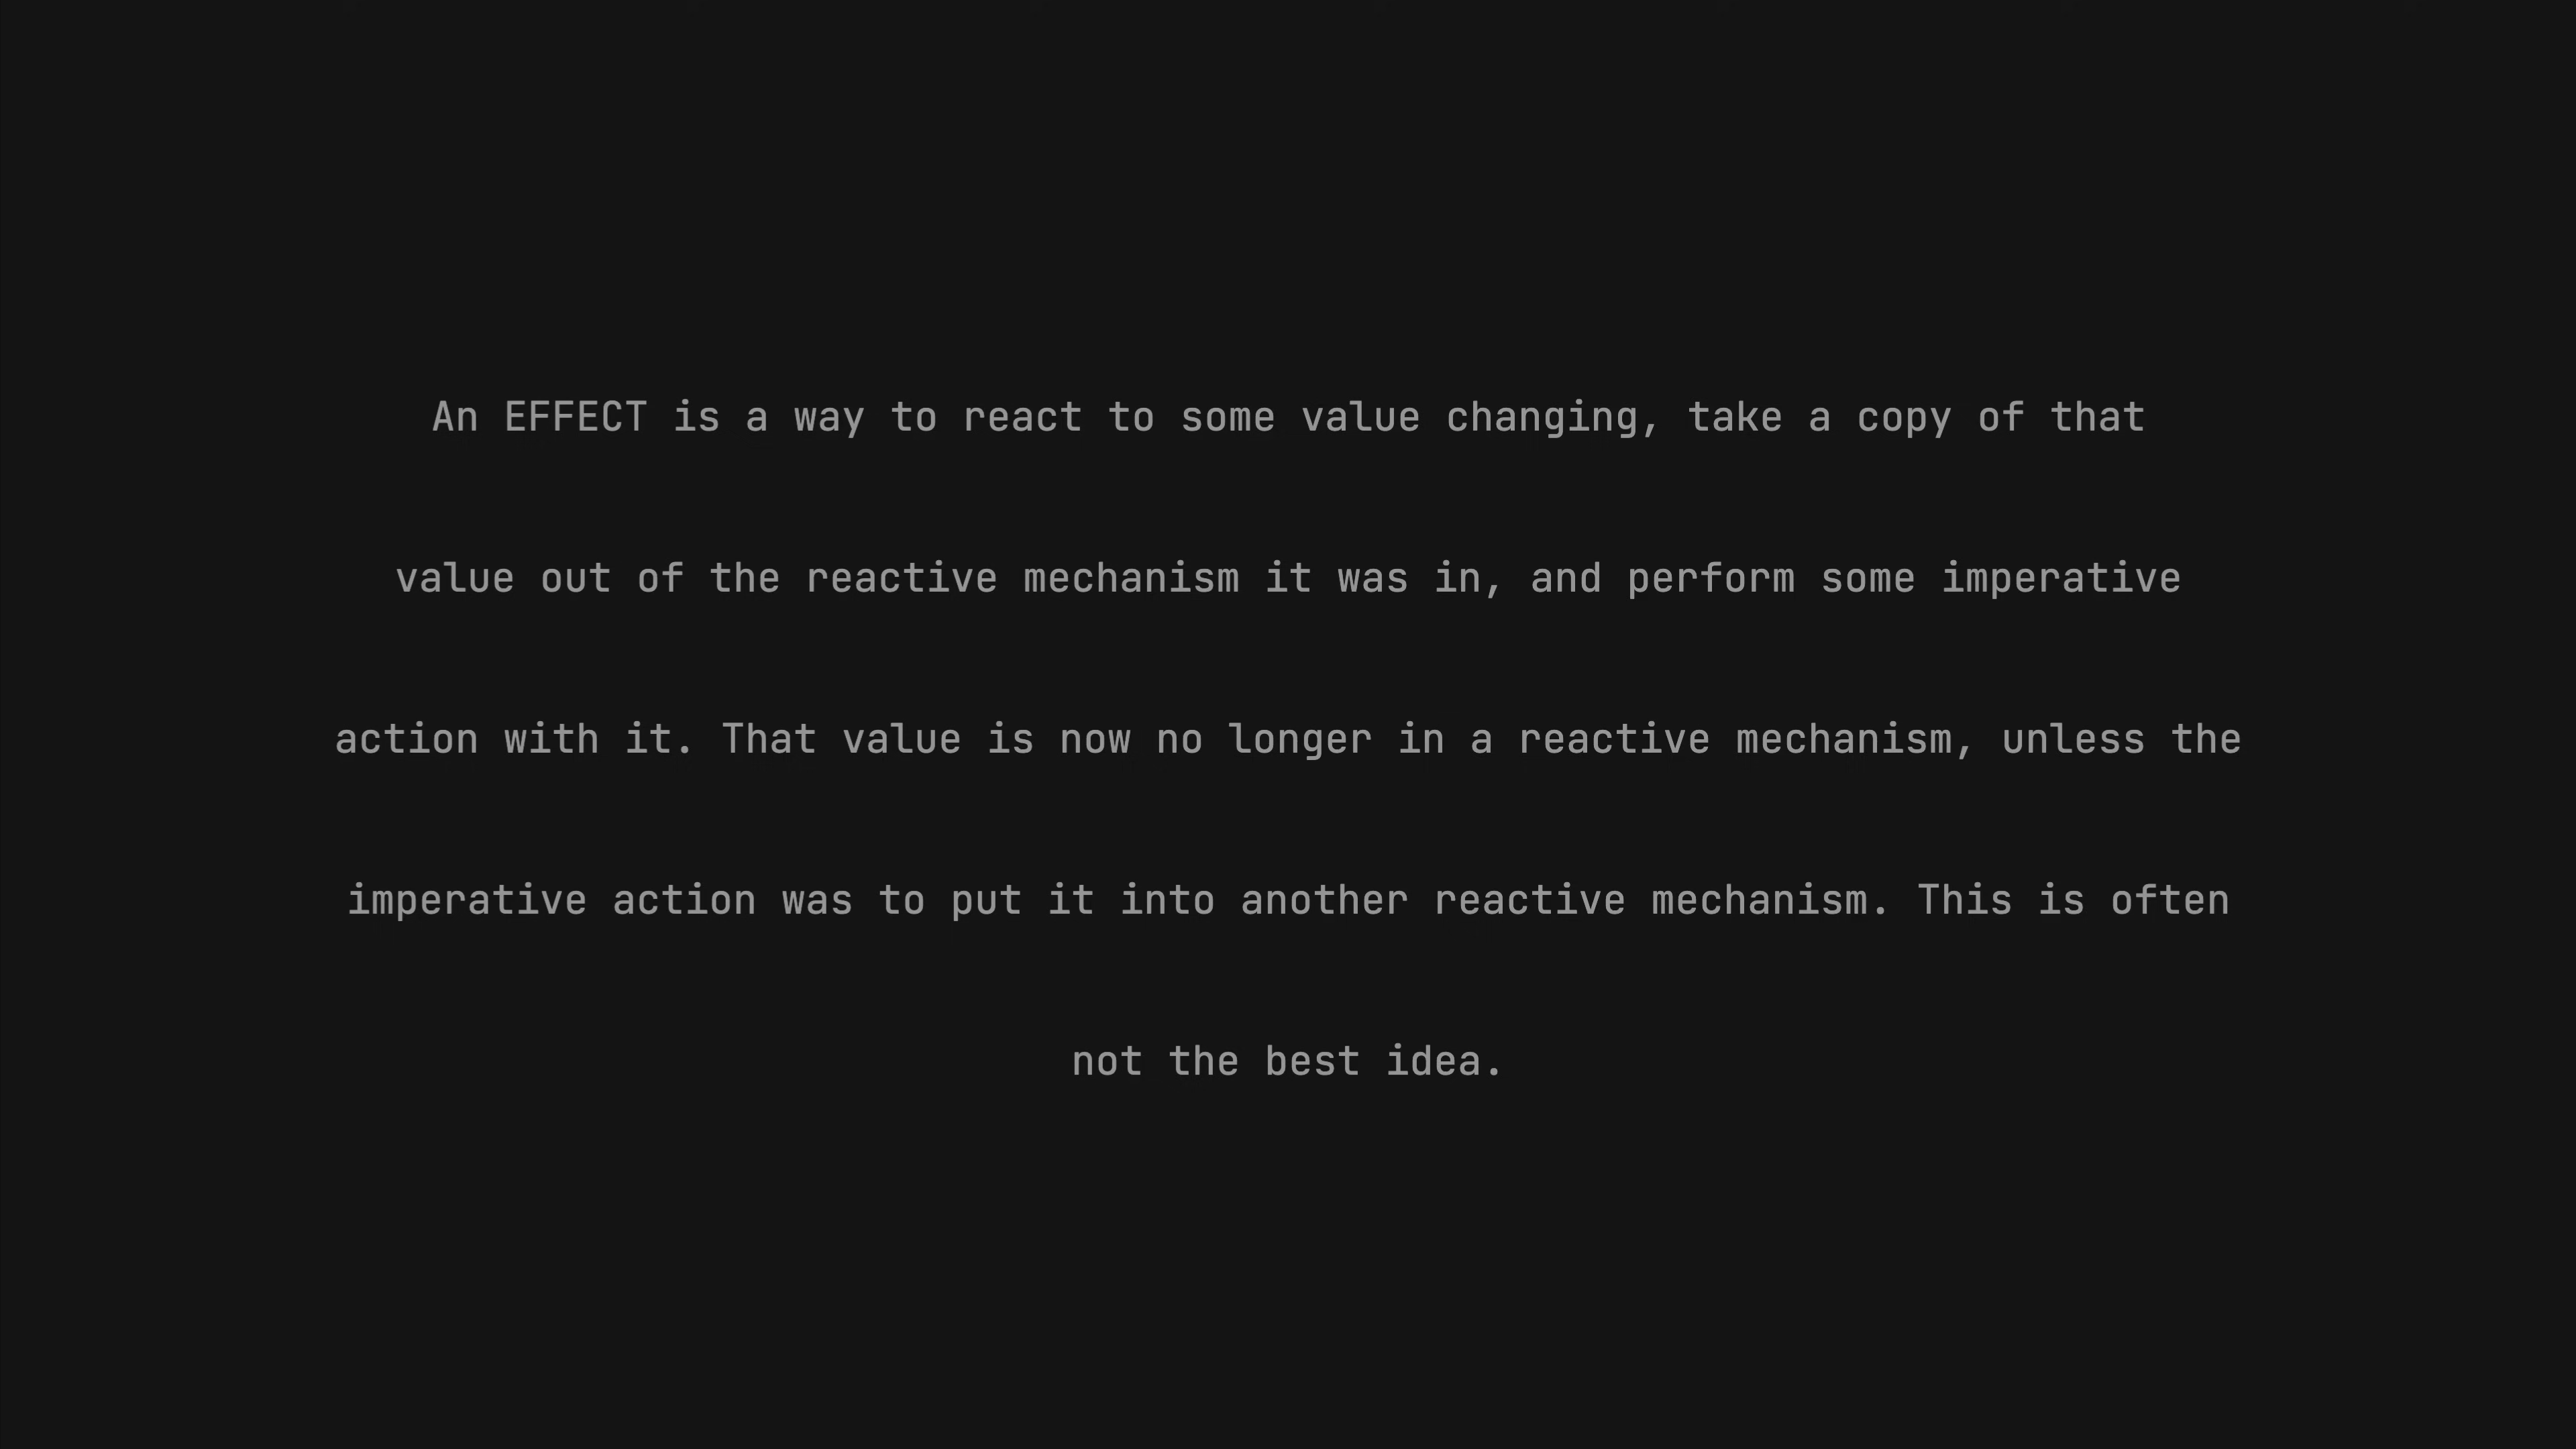 An EFFECT is a way to react to some value changing, take a copy of that
value out of the reactive mechanism it was in, and perform some imperative
action with it. That value is now no longer in a reactive mechanism, unless the
imperative action was to put it into another reactive mechanism. This is often
not the best idea.